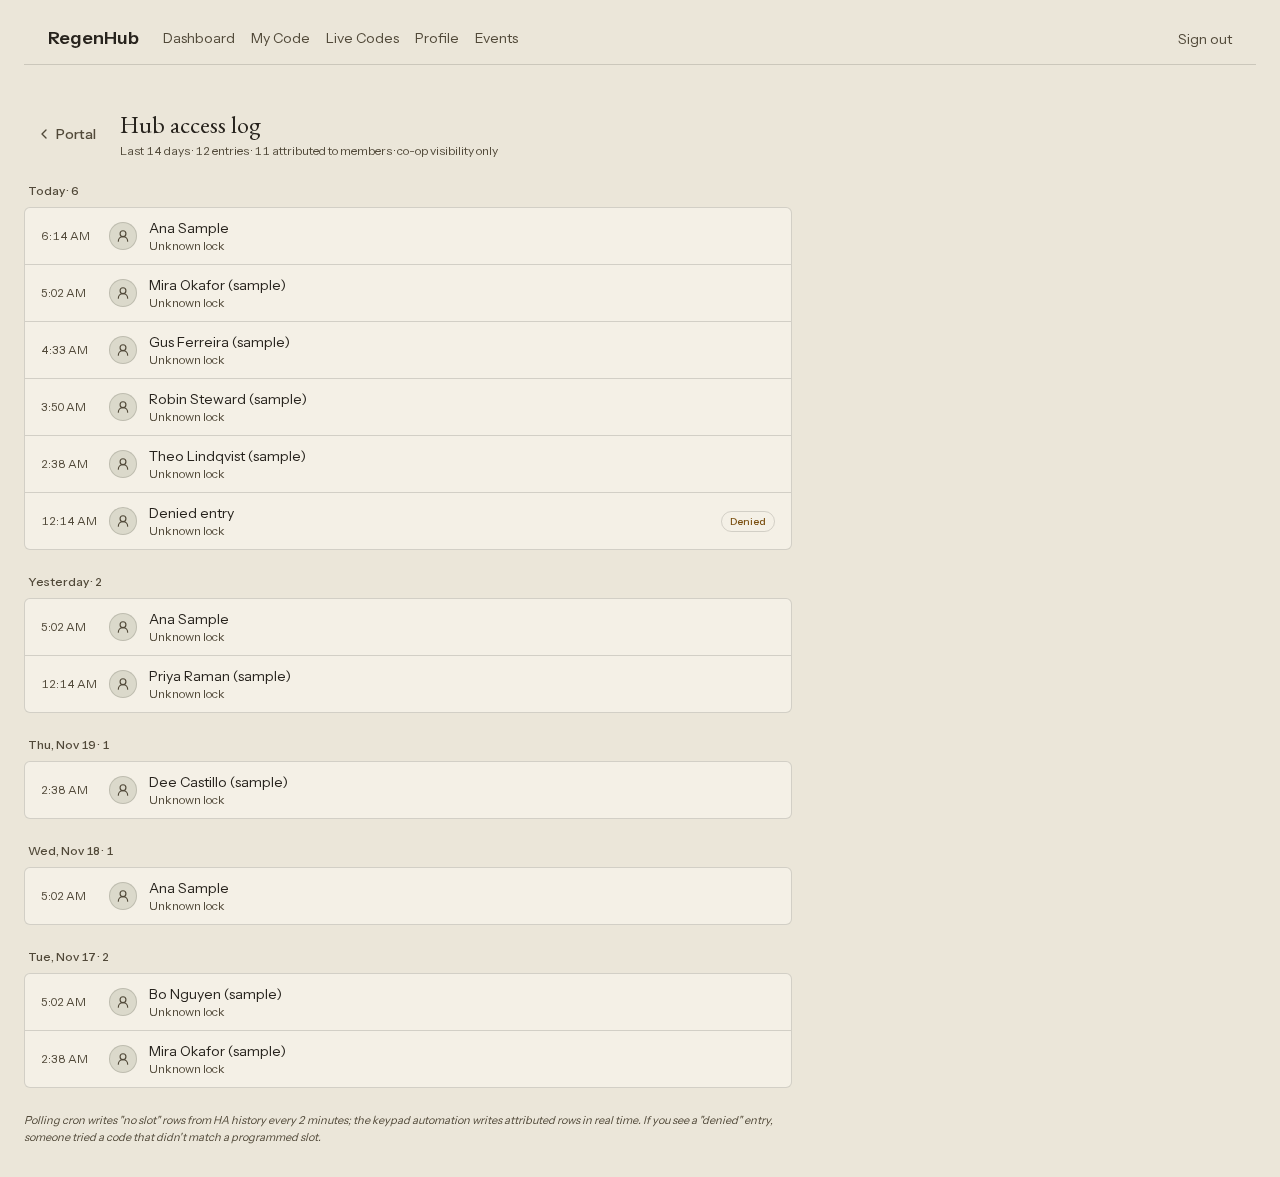 RegenHub Dashboard My Code Live Codes Profile Events Sign out
Portal
Hub access log
Last 14 days · 12 entries · 11 attributed to members · co-op visibility only
Today · 6
6:14 AM Ana Sample
Unknown lock
5:02 AM Mira Okafor (sample)
Unknown lock
4:33 AM Gus Ferreira (sample)
Unknown lock
3:50 AM Robin Steward (sample)
Unknown lock
2:38 AM Theo Lindqvist (sample)
Unknown lock
12:14 AM Denied entry Denied
Unknown lock
Yesterday · 2
5:02 AM Ana Sample
Unknown lock
12:14 AM Priya Raman (sample)
Unknown lock
Thu, Nov 19 · 1
2:38 AM Dee Castillo (sample)
Unknown lock
Wed, Nov 18 · 1
5:02 AM Ana Sample
Unknown lock
Tue, Nov 17 · 2
5:02 AM Bo Nguyen (sample)
Unknown lock
2:38 AM Mira Okafor (sample)
Unknown lock
Polling cron writes "no slot" rows from HA history every 2 minutes; the keypad automation writes attributed rows in real time. If you see a "denied" entry,
someone tried a code that didn't match a programmed slot.